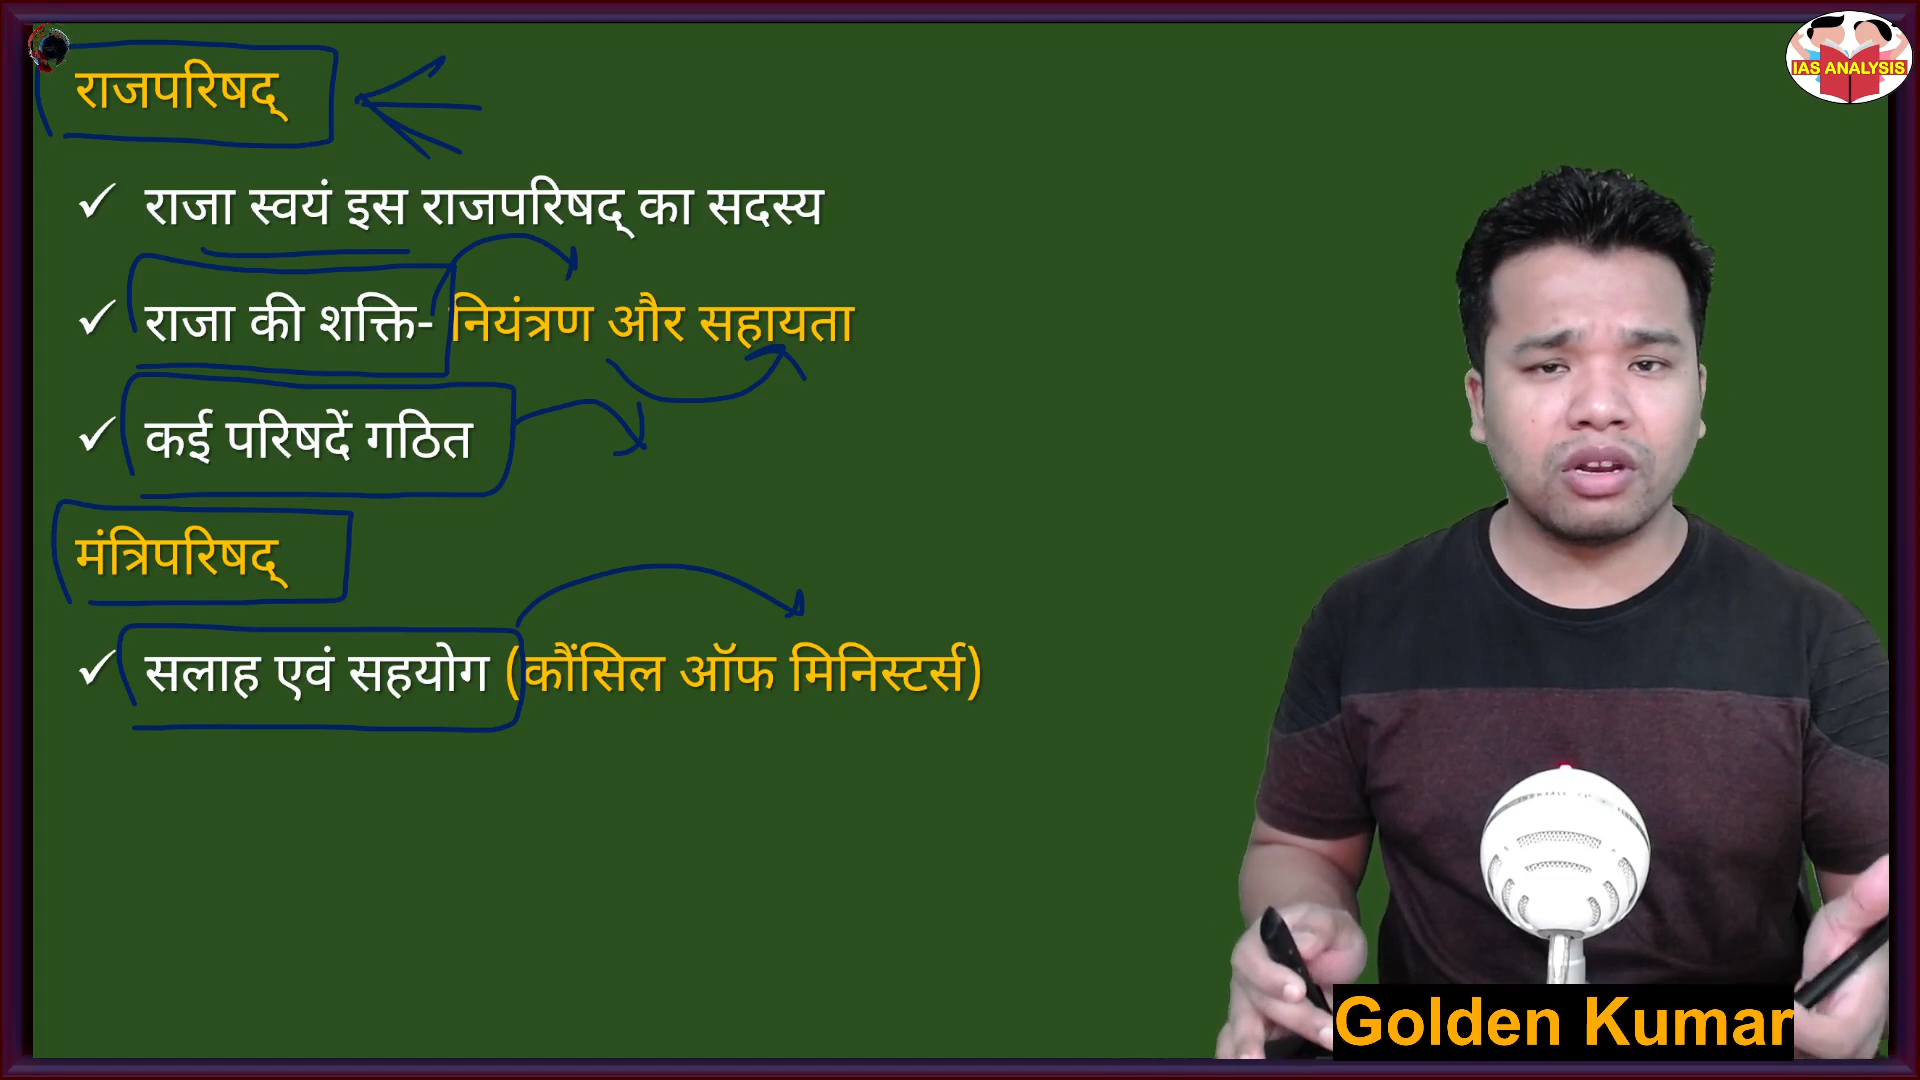 राजपरिषद्
IAS ANALYSIS
✓ राजा स्वयं इस राजपरिषद् का सदस्य
✓ राजा की शक्ति- नियंत्रण और सहायता
✓ कई परिषदें गठित
मंत्रिपरिषद्
✓ सलाह एवं सहयोग (कौंसिल ऑफ मिनिस्टर्स)
Golden Kumar